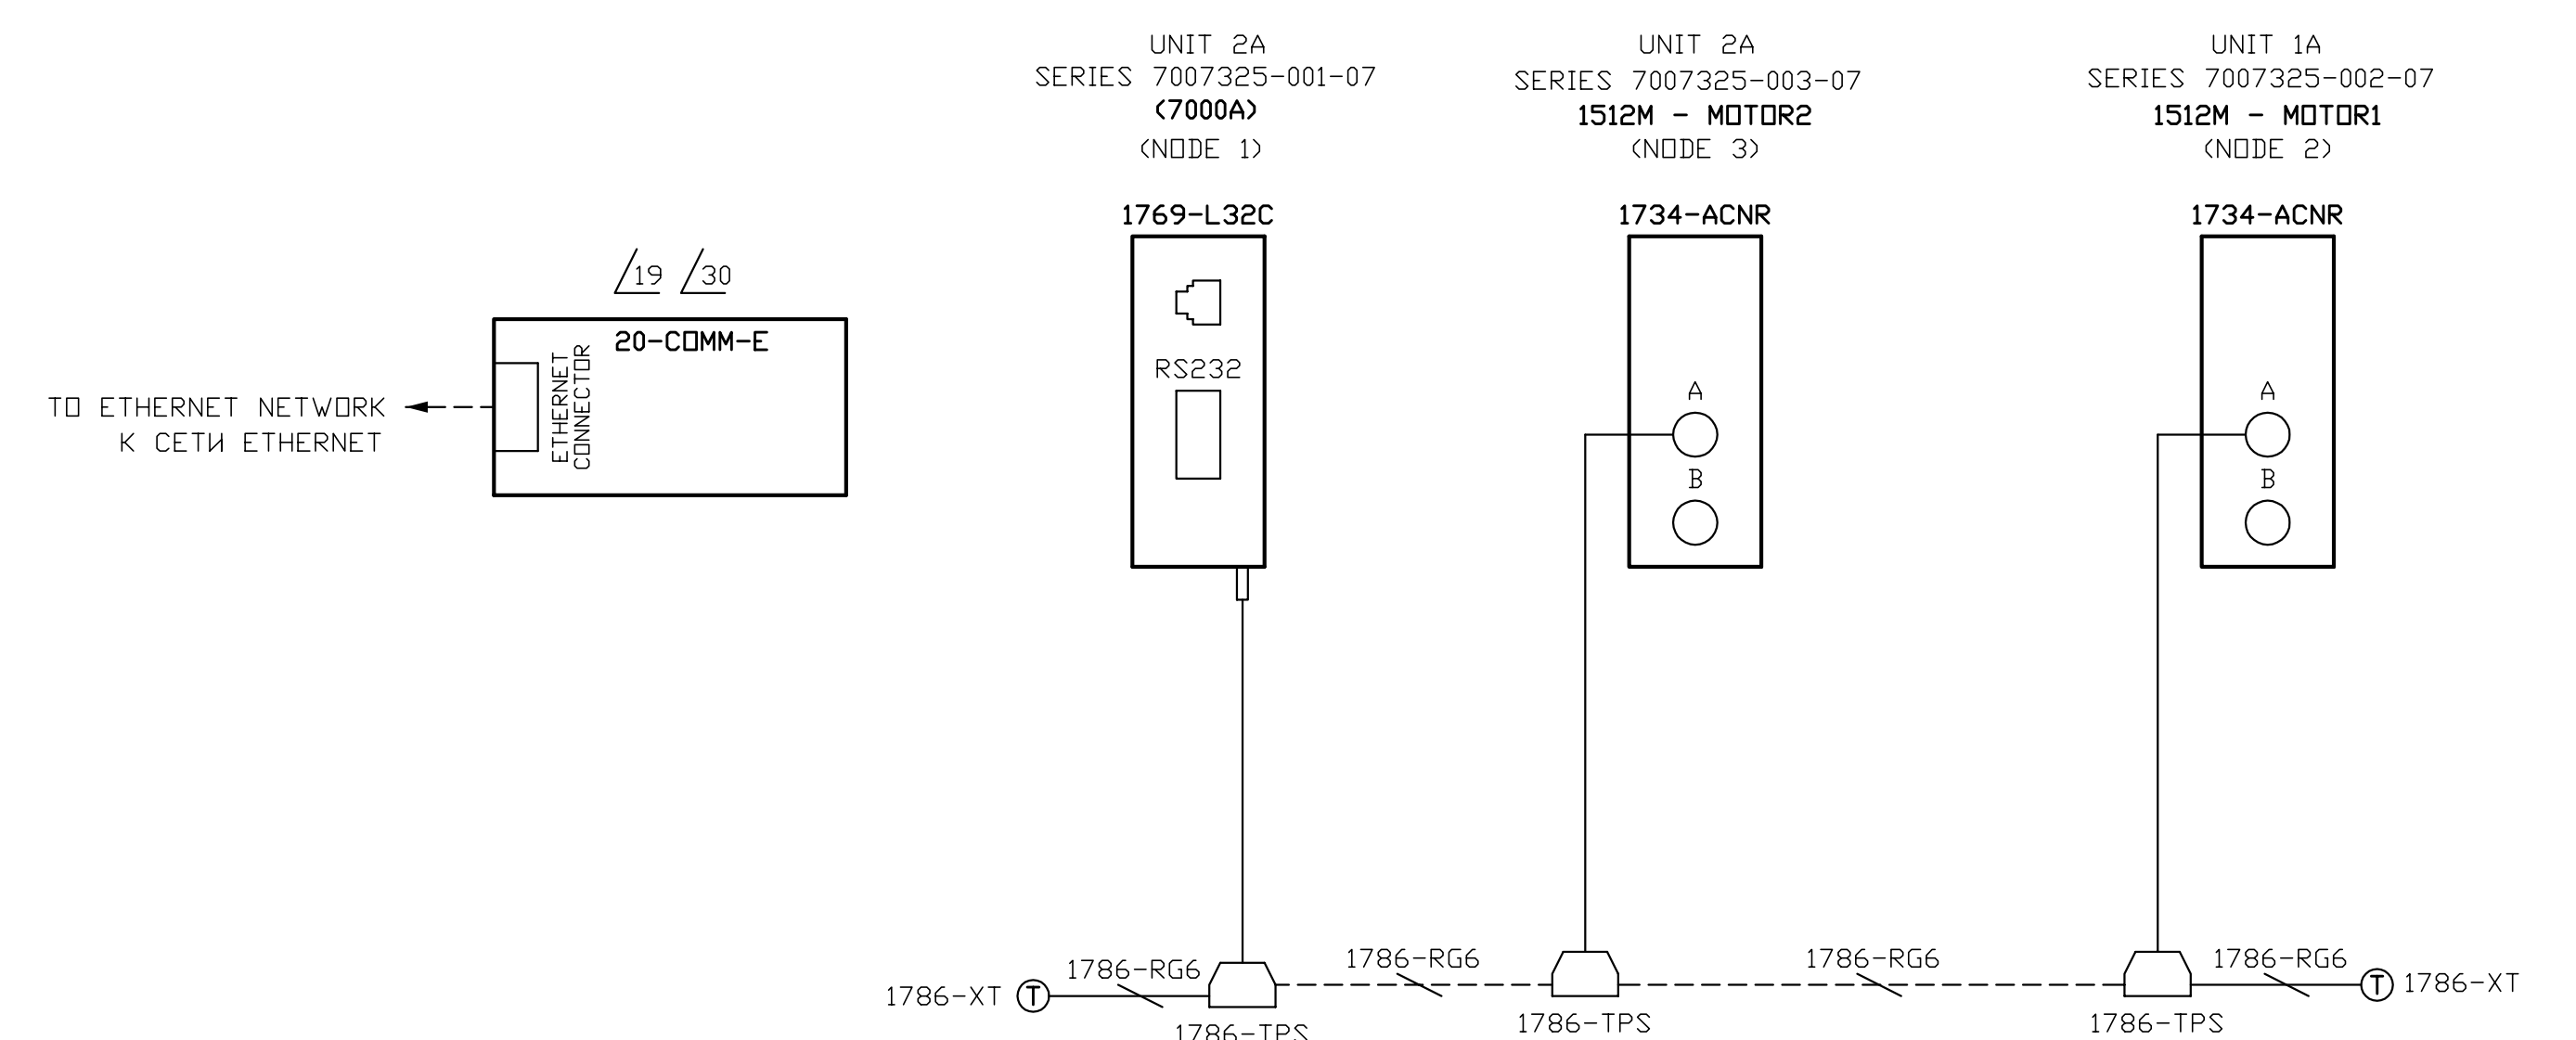 UNIT 2A
SERIES 7007325-001-07
(7000A)
(NODE 1)
UNIT 2A
SERIES 7007325-003-07
1512M - MOTOR2
(NODE 3)
UNIT 1A
SERIES 7007325-002-07
1512M - MOTOR1
(NODE 2)
1769-L32C
1734-ACNR
1734-ACNR
19
30
20-COMM-E
ETHERNET
CONNECTOR
TO ETHERNET NETWORK
К СЕТИ ETHERNET
RS232
A
B
A
B
1786-XT
T
1786-RG6
1786-TPS
1786-RG6
1786-TPS
1786-RG6
1786-TPS
1786-RG6
T
1786-XT